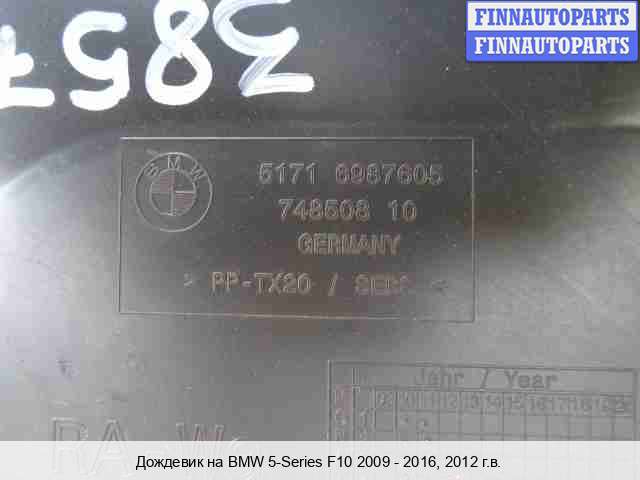 FINNAUTOPARTS
FINNAUTOPARTS
3857
BMW
5171 6987605
748508 10
GERMANY
> PP-TX20 /
Jahr / Year
Дождевик на BMW 5-Series F10 2009 - 2016, 2012 г.в.